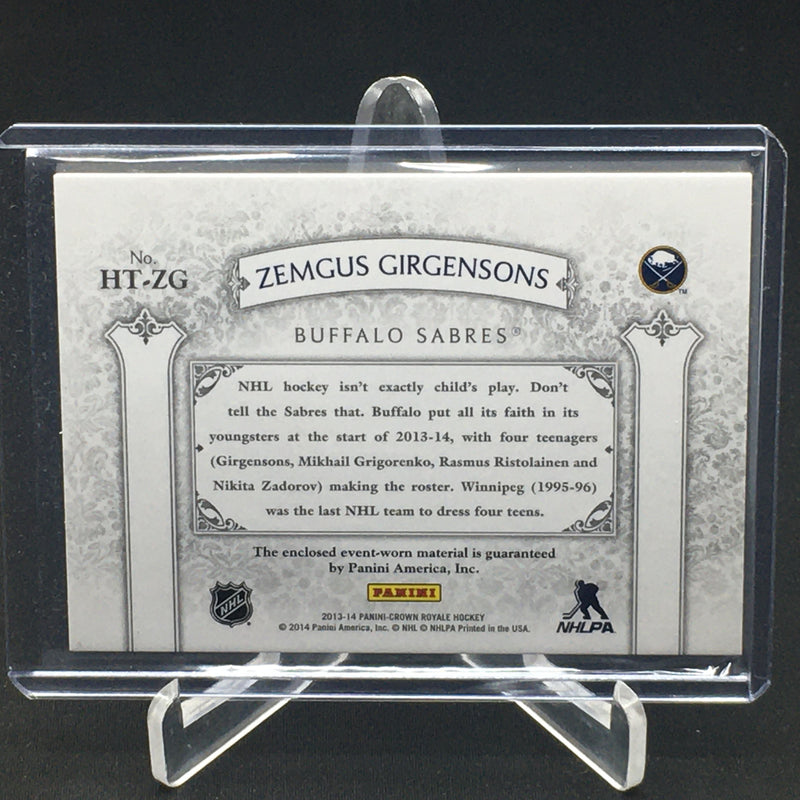 No.
HT-ZG
ZEMGUS GIRGENSONS
TM
BUFFALO SABRES®
NHL hockey isn't exactly child's play. Don't
tell the Sabres that. Buffalo put all its faith in its
youngsters at the start of 2013-14, with four teenagers
(Girgensons, Mikhail Grigorenko, Rasmus Ristolainen and
Nikita Zadorov) making the roster. Winnipeg (1995-96)
was the last NHL team to dress four teens.
The enclosed event-worn material is guaranteed
by Panini America, Inc.
PANINI
NHL
2013-14 PANINI-CROWN ROYALE HOCKEY
© 2014 Panini America, Inc. © NHL © NHLPA Printed in the USA.
NHLPA